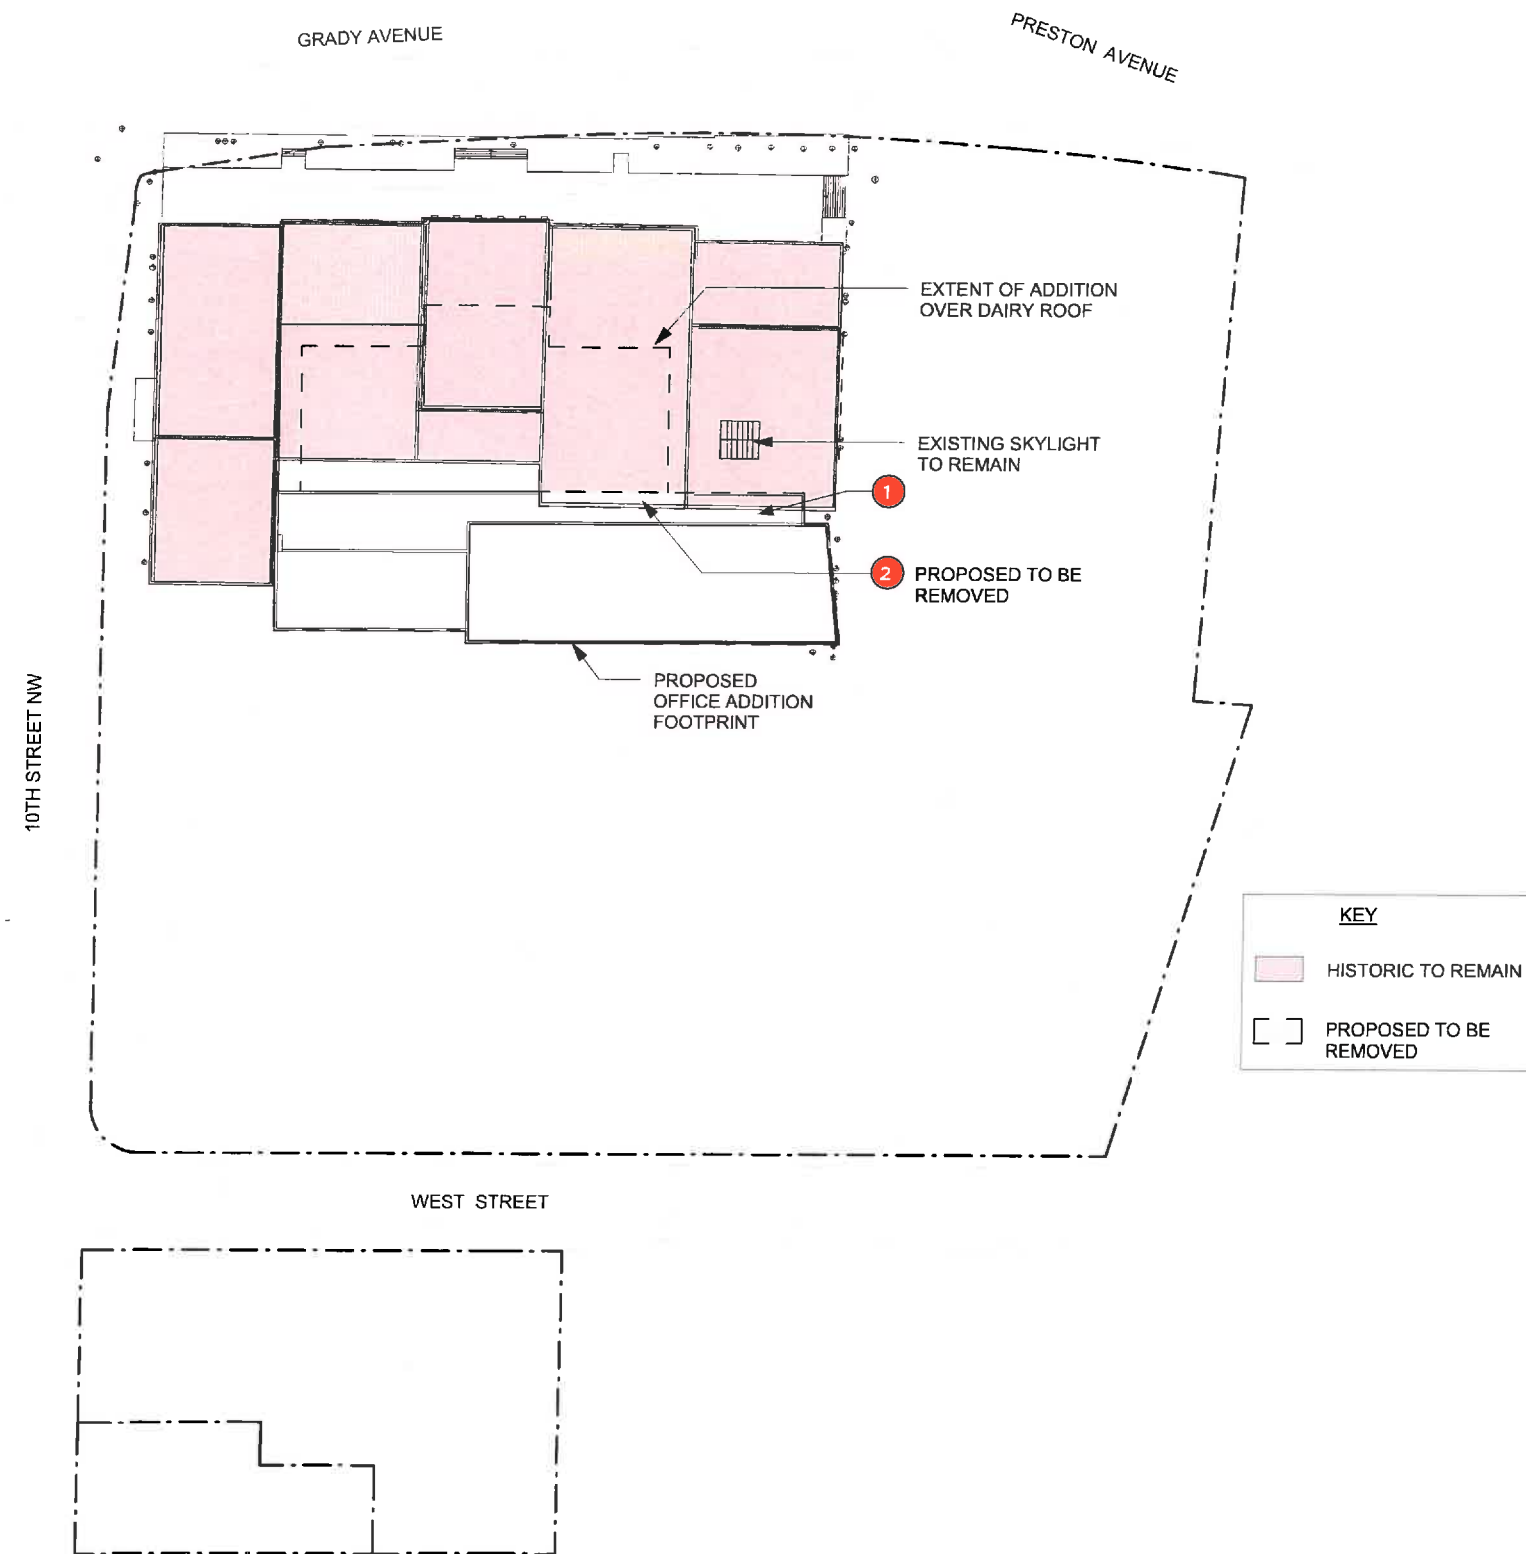 GRADY AVENUE
PRESTON AVENUE
EXTENT OF ADDITION
OVER DAIRY ROOF
EXISTING SKYLIGHT
TO REMAIN
1
2
PROPOSED TO BE
REMOVED
PROPOSED
OFFICE ADDITION
FOOTPRINT
10TH STREET NW
KEY
HISTORIC TO REMAIN
PROPOSED TO BE
REMOVED
WEST STREET